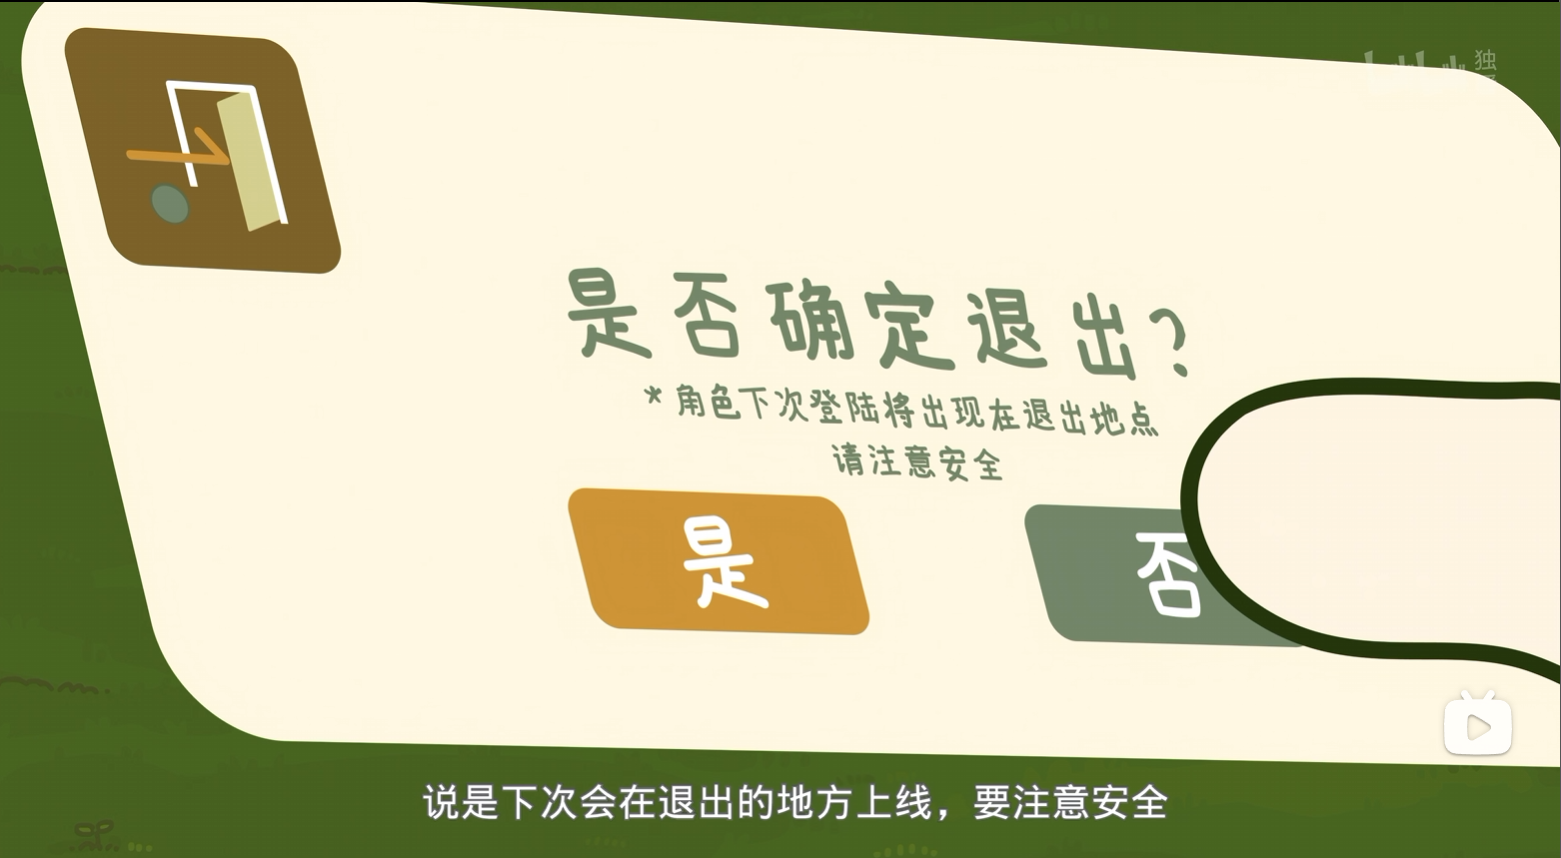 独
是否确定退出？
* 角色下次登陆将出现在退出地点
请注意安全
是
否
说是下次会在退出的地方上线，要注意安全